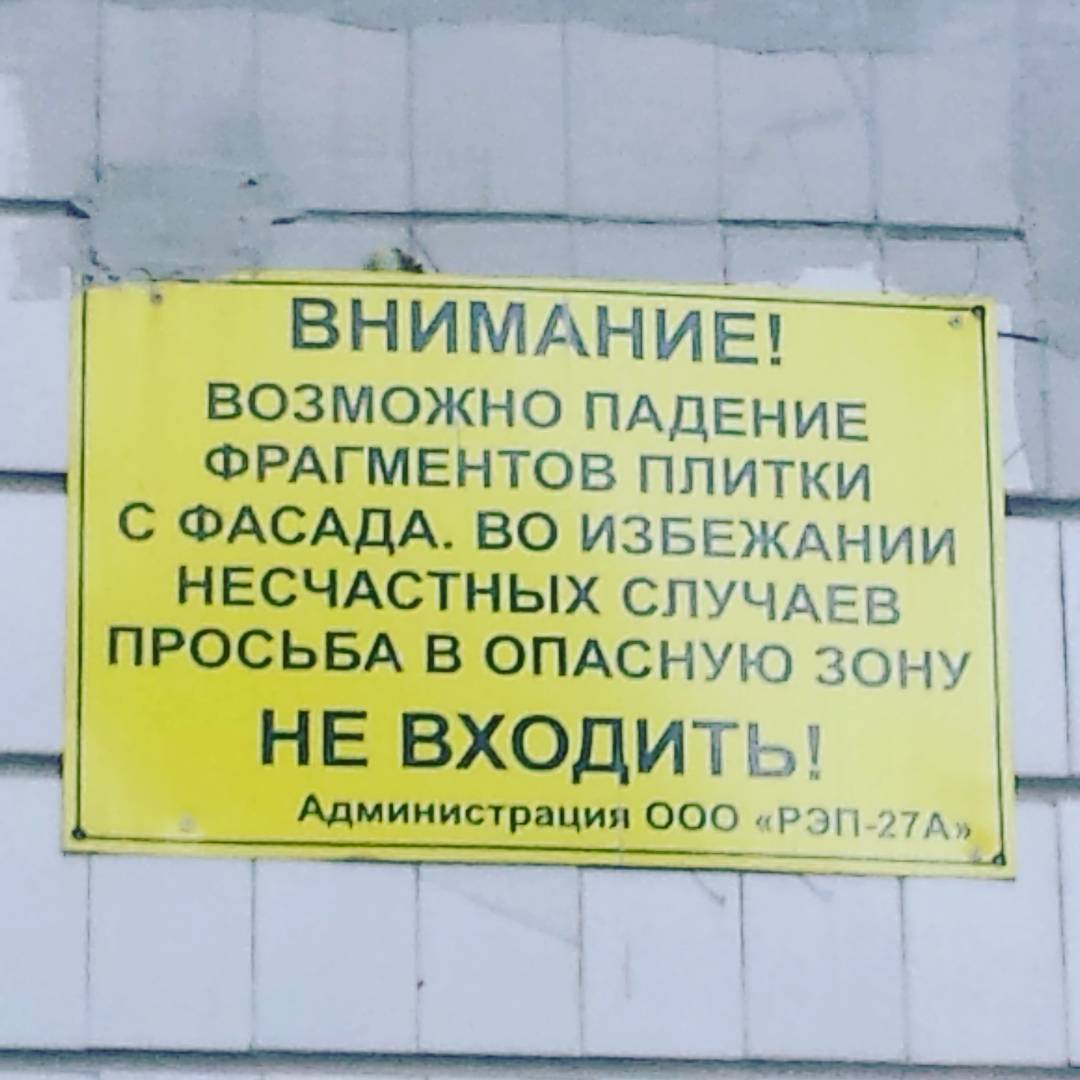 ВНИМАНИЕ!
ВОЗМОЖНО ПАДЕНИЕ
ФРАГМЕНТОВ ПЛИТКИ
С ФАСАДА. ВО ИЗБЕЖАНИИ
НЕСЧАСТНЫХ СЛУЧАЕВ
ПРОСЬБА В ОПАСНУЮ ЗОНУ
НЕ ВХОДИТЬ!
Администрация ООО «РЭП-27А»